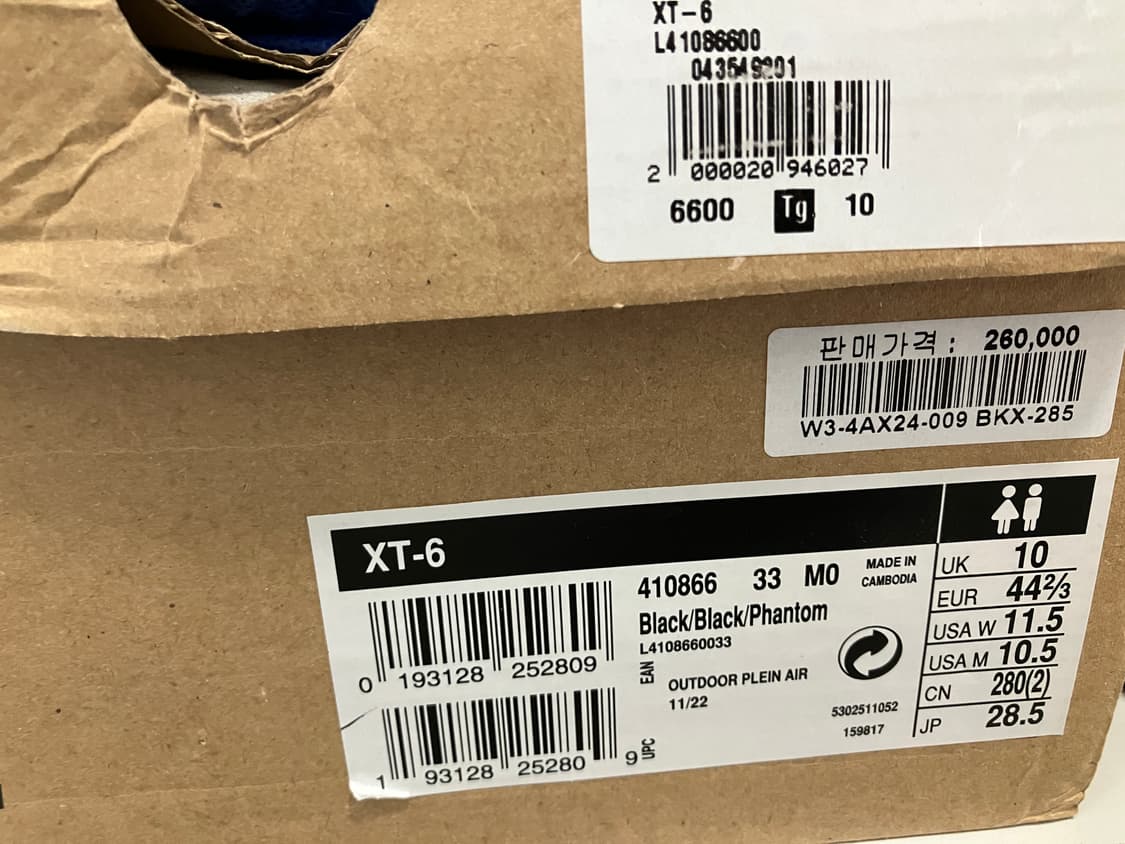 XT-6
L41086600
2 000020 946027
6600 Tg 10
판매가격 : 260,000
W3-4AX24-009 BKX-285
XT-6
410866 33 M0
MADE IN
CAMBODIA
Black/Black/Phantom
L4108660033
0 193128 252809
EAN
OUTDOOR PLEIN AIR
11/22
5302511052
159817
1 93128 25280 9
UPC
UK 10
EUR 44⅔
USA W 11.5
USA M 10.5
CN 280(2)
JP 28.5